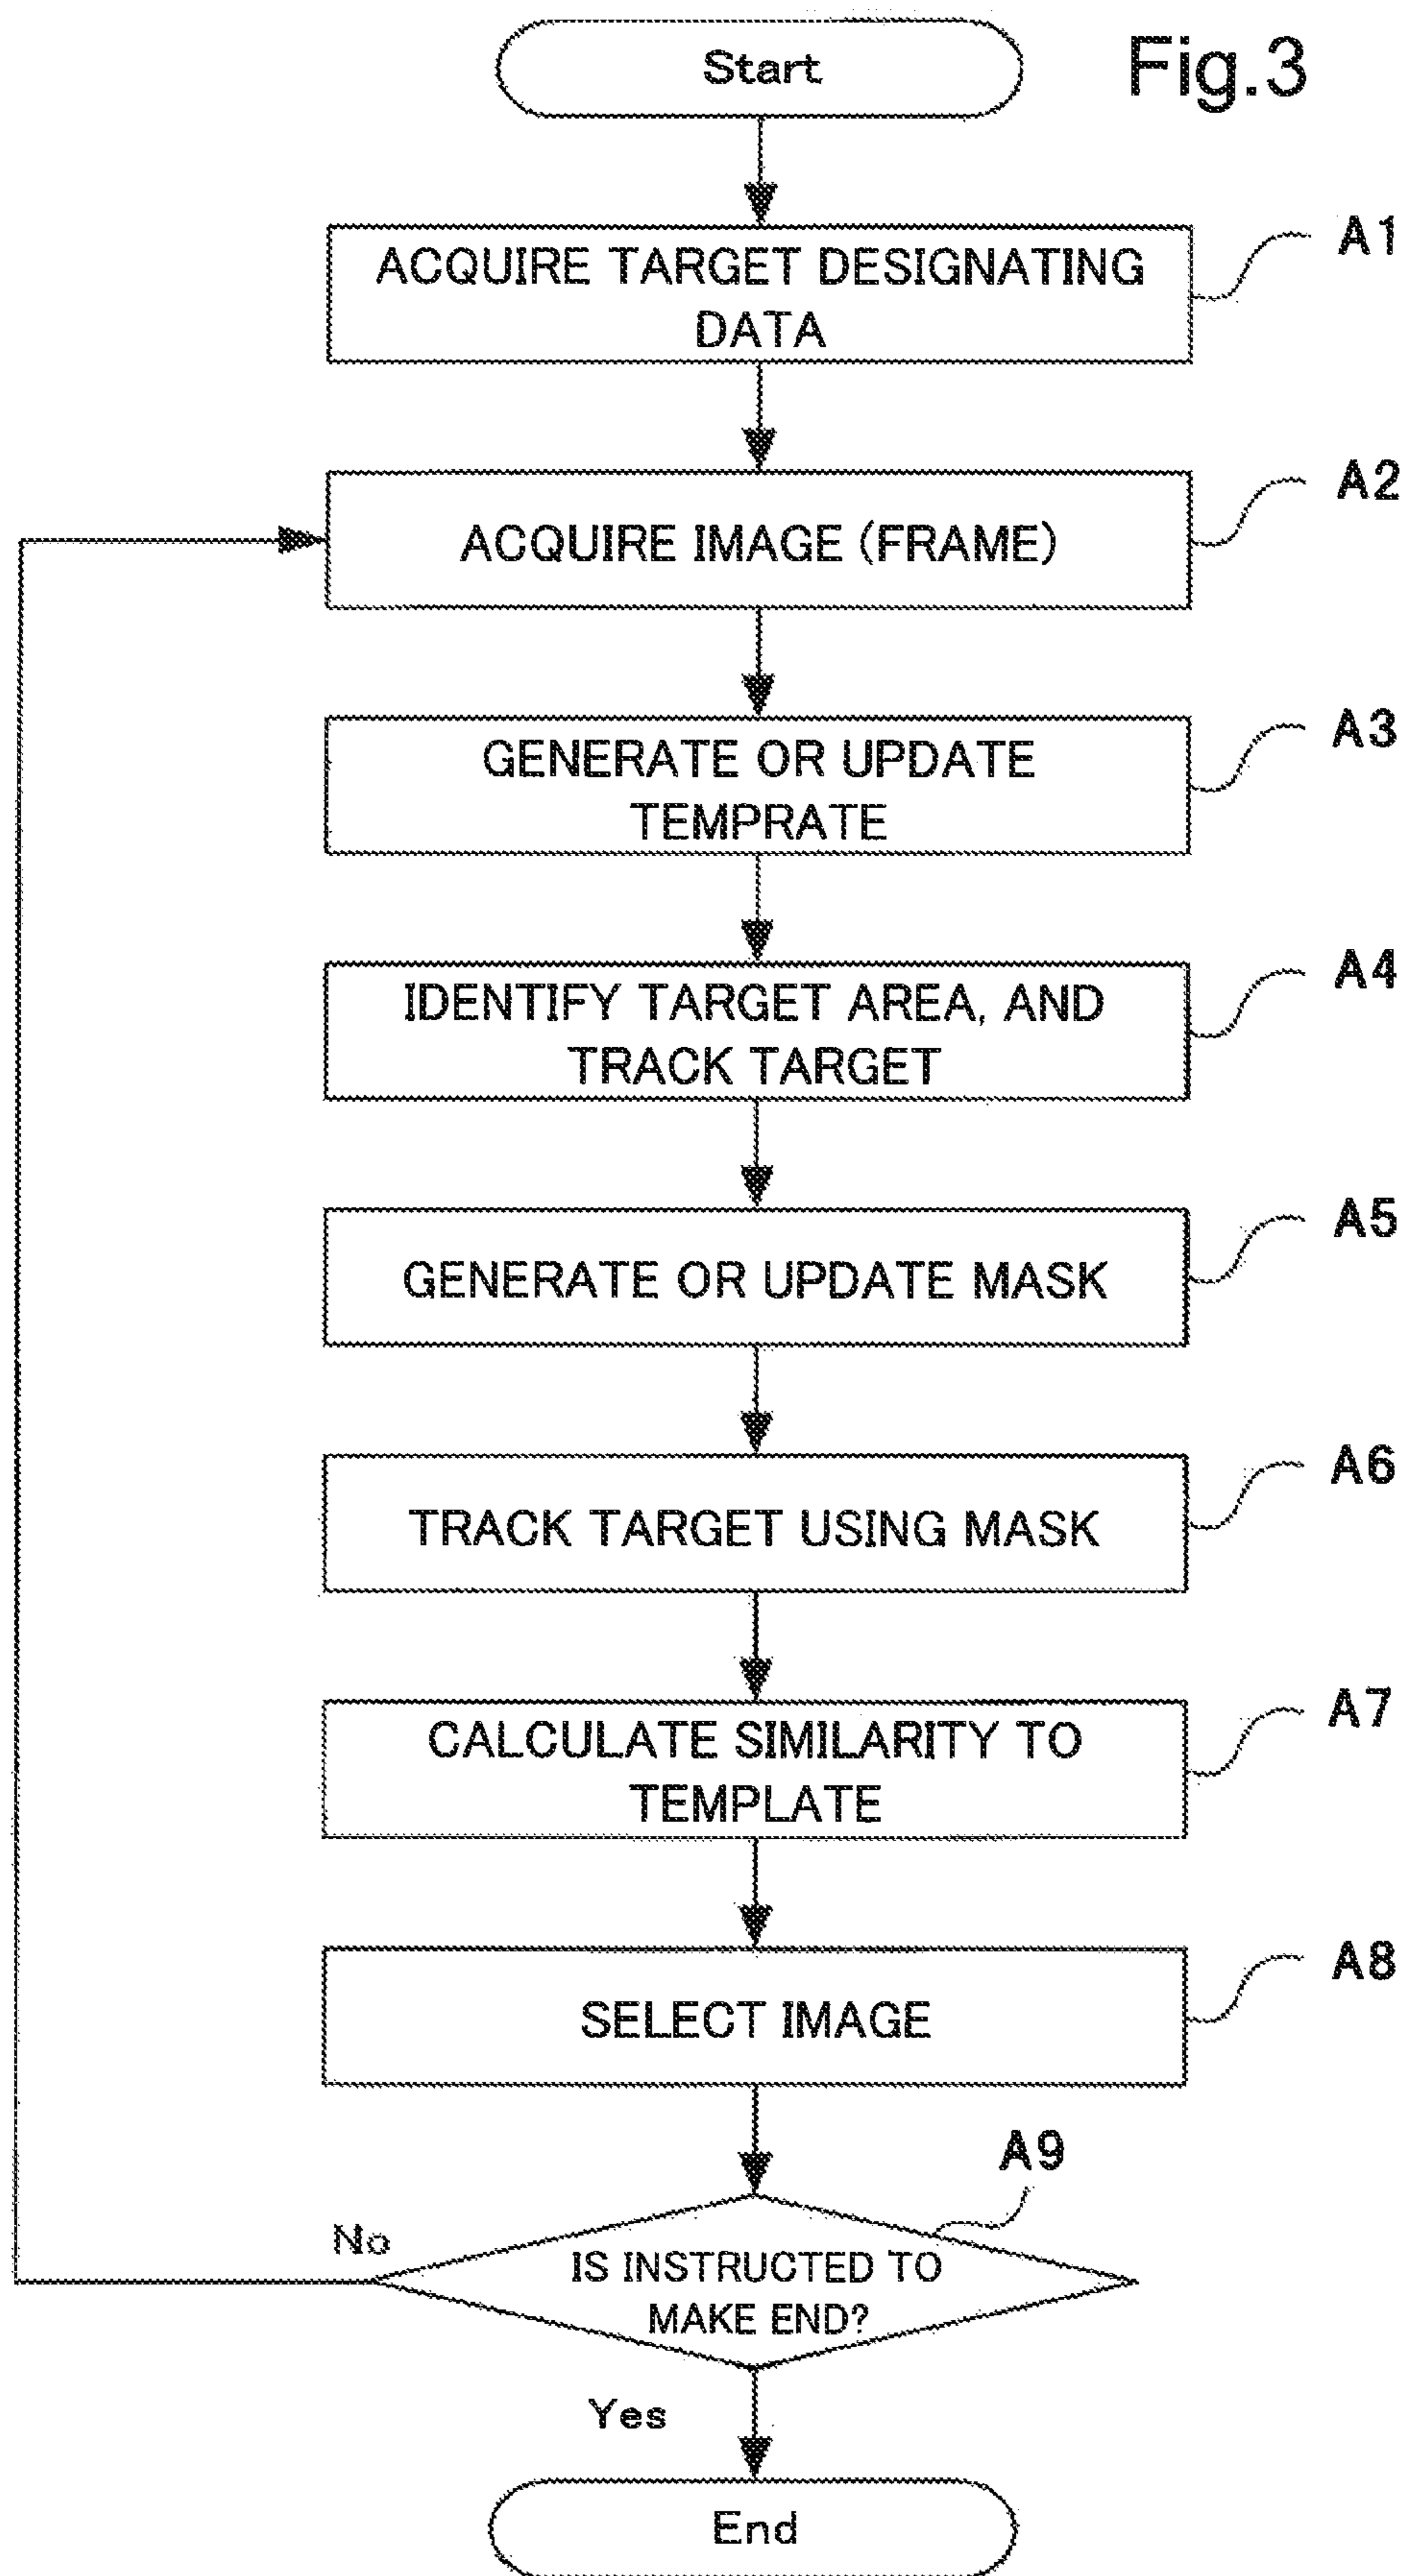 Start
Fig.3
A1
ACQUIRE TARGET DESIGNATING
DATA
A2
ACQUIRE IMAGE (FRAME)
A3
GENERATE OR UPDATE
TEMPRATE
A4
IDENTIFY TARGET AREA, AND
TRACK TARGET
A5
GENERATE OR UPDATE MASK
A6
TRACK TARGET USING MASK
A7
CALCULATE SIMILARITY TO
TEMPLATE
A8
SELECT IMAGE
A9
No
IS INSTRUCTED TO
MAKE END?
Yes
End